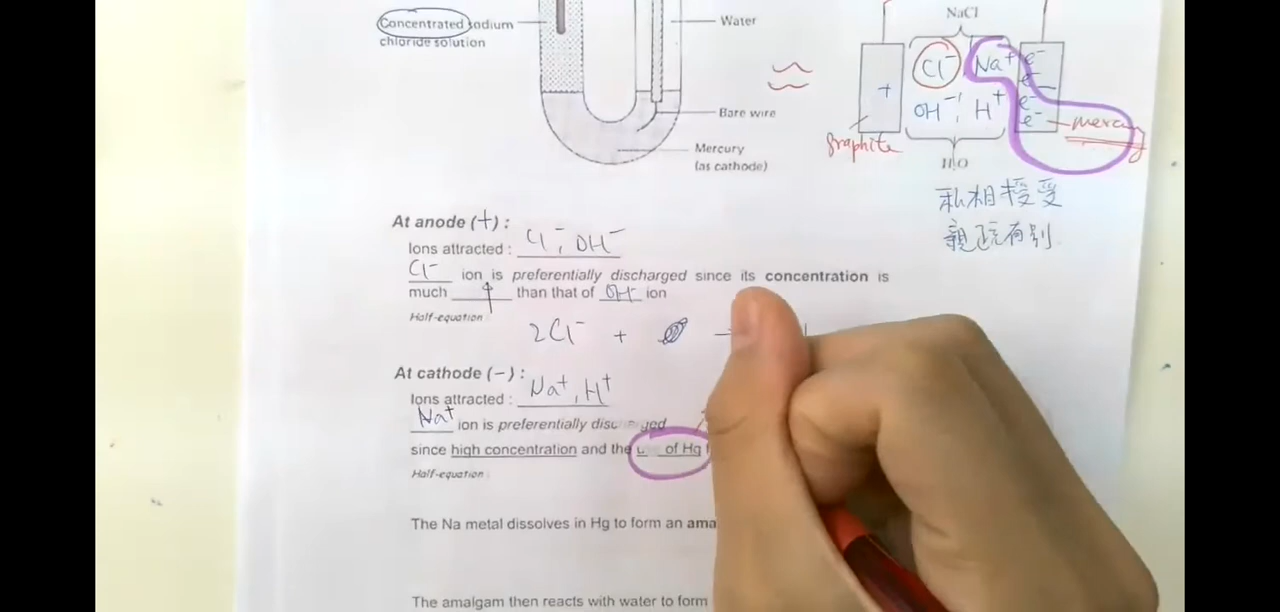 Concentrated sodium
chloride solution
Water
Bare wire
Mercury
(as cathode)
NaCl
+
Cl⁻ Na⁺ e⁻
e⁻
OH⁻ H⁺ e⁻
e⁻
graphite
H₂O
私相授受
親疏有別
At anode (+) :
Ions attracted : Cl⁻, OH⁻
Cl⁻ ion is preferentially discharged since its concentration is
much ↑ than that of OH⁻ ion
Half-equation
2Cl⁻ +
At cathode (−) :
Ions attracted : Na⁺, H⁺
Na⁺ ion is preferentially
since high concentration and the of Hg
Half-equation
The Na metal dissolves in Hg to form an
The amalgam then reacts with water to form